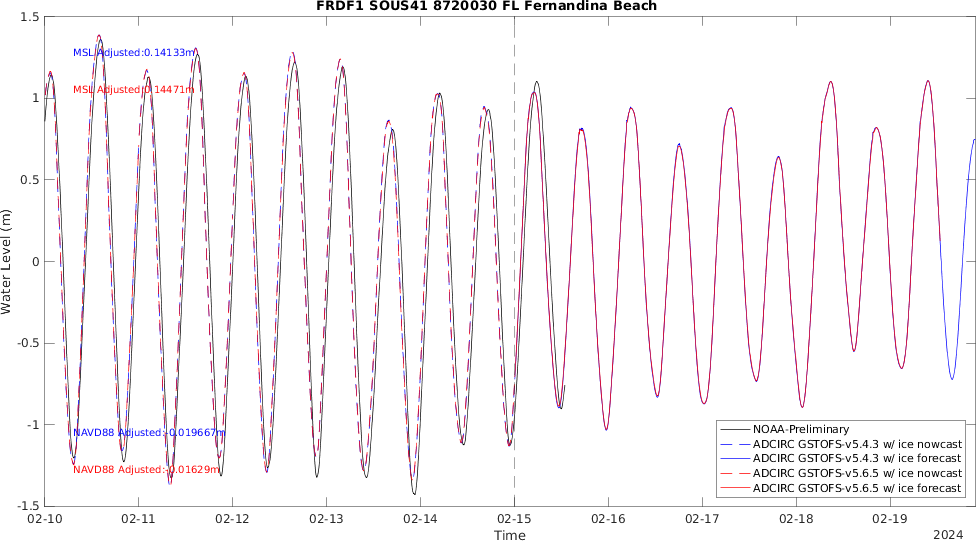 FRDF1 SOUS41 8720030 FL Fernandina Beach
1.5
MSL Adjusted:0.14133m
MSL Adjusted:0.14471m
1
0.5
0
Water Level (m)
-0.5
-1
NAVD88 Adjusted:-0.019667m
NAVD88 Adjusted:-0.01629m
-1.5
NOAA-Preliminary
ADCIRC GSTOFS-v5.4.3 w/ ice nowcast
ADCIRC GSTOFS-v5.4.3 w/ ice forecast
ADCIRC GSTOFS-v5.6.5 w/ ice nowcast
ADCIRC GSTOFS-v5.6.5 w/ ice forecast
02-10 02-11 02-12 02-13 02-14 02-15 02-16 02-17 02-18 02-19
Time
2024